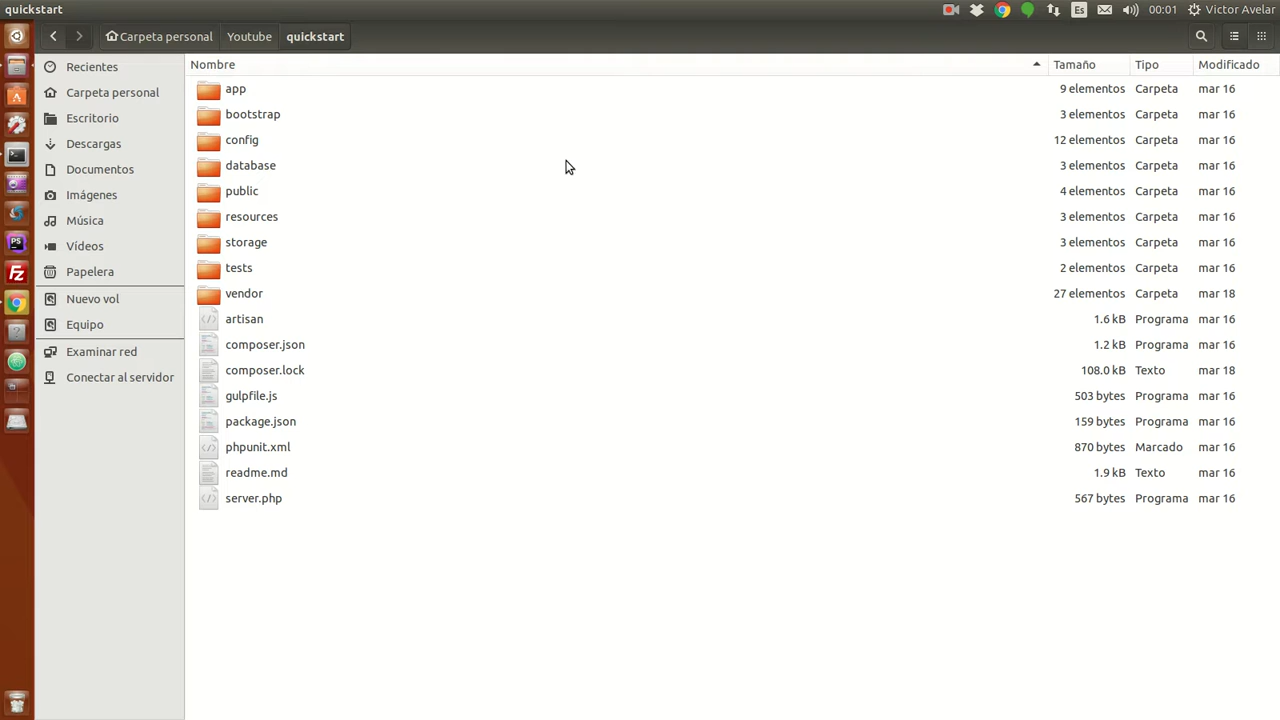 quickstart
Es
00:01
Victor Avelar
Carpeta personal
Youtube
quickstart
Recientes
Carpeta personal
Escritorio
Descargas
Documentos
Imágenes
Música
Vídeos
Papelera
Nuevo vol
Equipo
Examinar red
Conectar al servidor
Nombre Tamaño Tipo Modificado
app 9 elementos Carpeta mar 16
bootstrap 3 elementos Carpeta mar 16
config 12 elementos Carpeta mar 16
database 3 elementos Carpeta mar 16
public 4 elementos Carpeta mar 16
resources 3 elementos Carpeta mar 16
storage 3 elementos Carpeta mar 16
tests 2 elementos Carpeta mar 16
vendor 27 elementos Carpeta mar 18
artisan 1.6 kB Programa mar 16
composer.json 1.2 kB Programa mar 16
composer.lock 108.0 kB Texto mar 18
gulpfile.js 503 bytes Programa mar 16
package.json 159 bytes Programa mar 16
phpunit.xml 870 bytes Marcado mar 16
readme.md 1.9 kB Texto mar 16
server.php 567 bytes Programa mar 16
PS
Fz